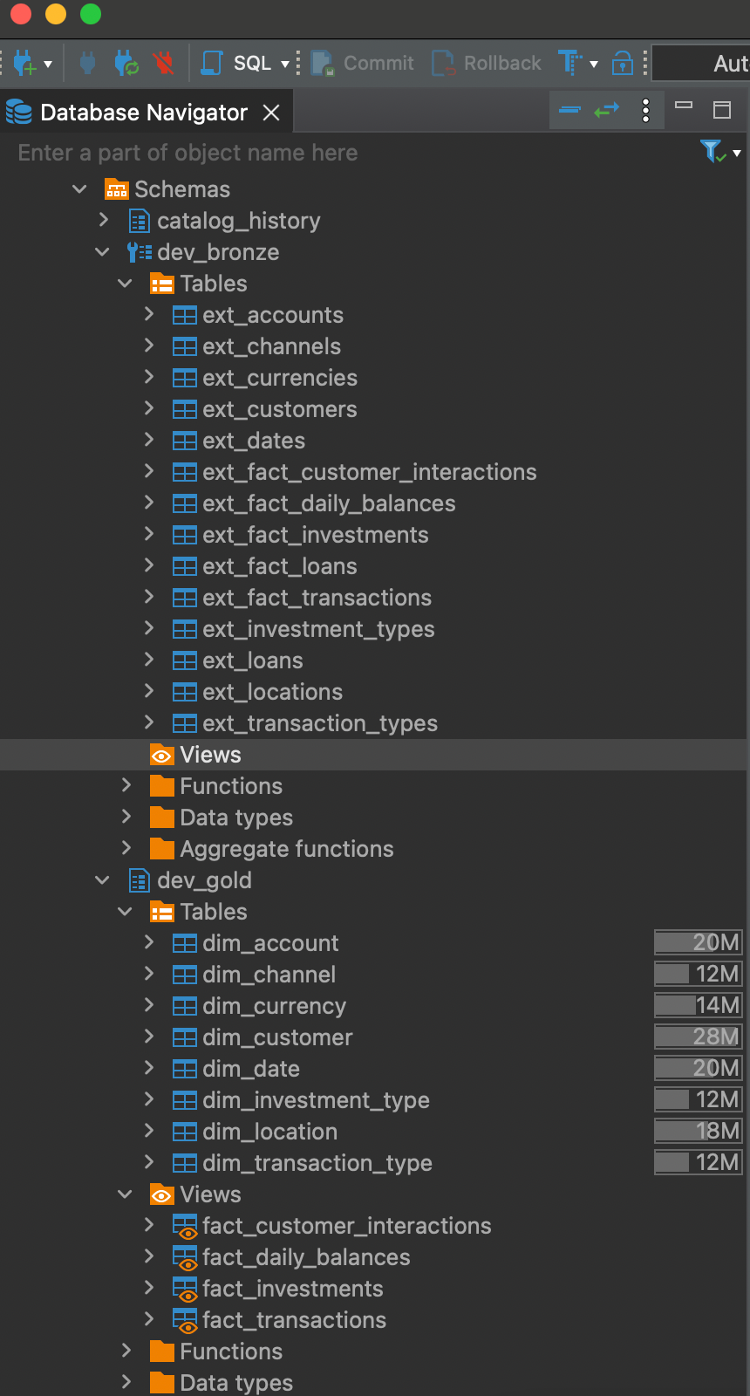 SQL Commit Rollback Aut
Database Navigator
Enter a part of object name here
Schemas
catalog_history
dev_bronze
Tables
ext_accounts
ext_channels
ext_currencies
ext_customers
ext_dates
ext_fact_customer_interactions
ext_fact_daily_balances
ext_fact_investments
ext_fact_loans
ext_fact_transactions
ext_investment_types
ext_loans
ext_locations
ext_transaction_types
Views
Functions
Data types
Aggregate functions
dev_gold
Tables
dim_account 20M
dim_channel 12M
dim_currency 14M
dim_customer 28M
dim_date 20M
dim_investment_type 12M
dim_location 18M
dim_transaction_type 12M
Views
fact_customer_interactions
fact_daily_balances
fact_investments
fact_transactions
Functions
Data types